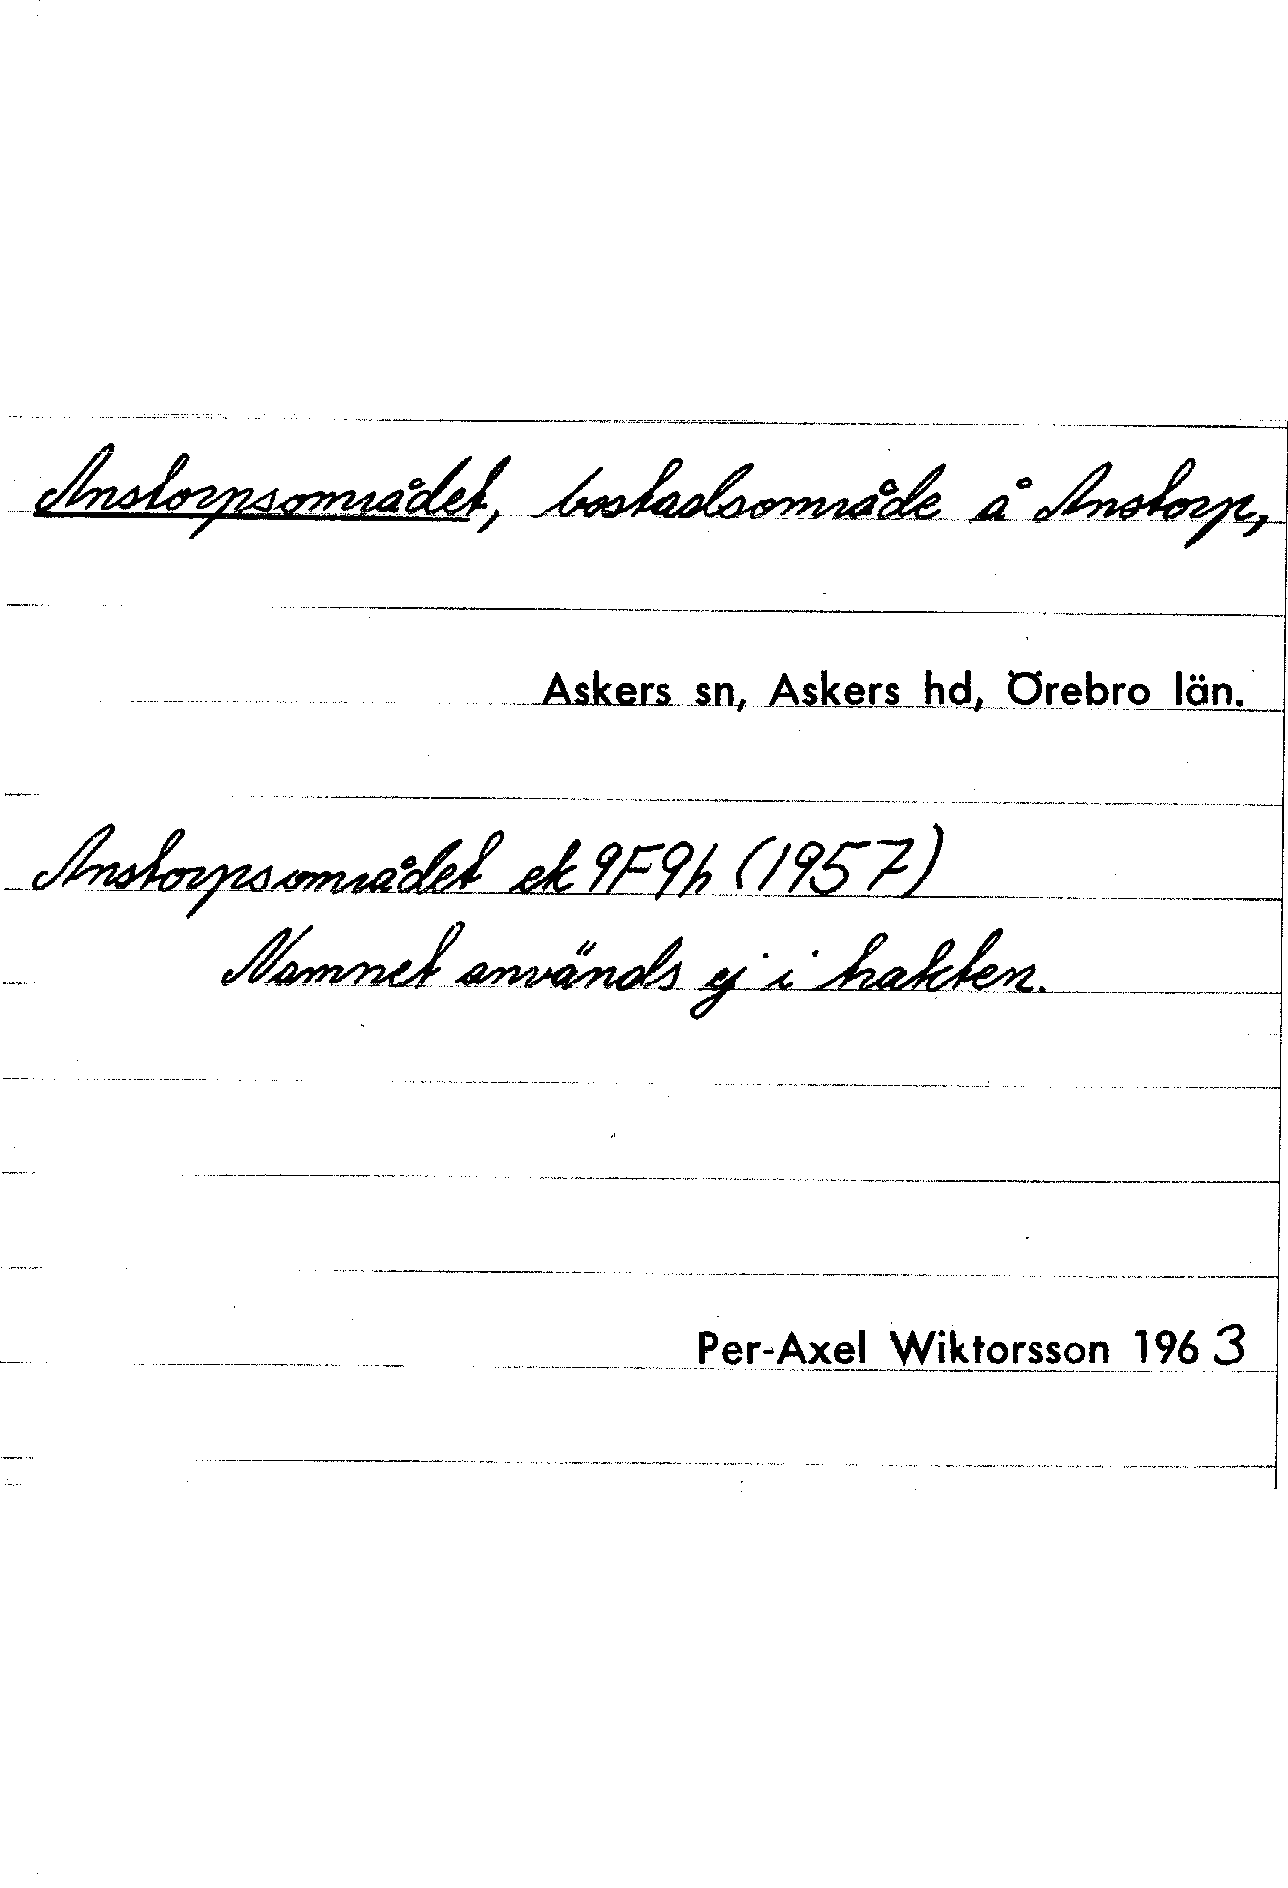 Anstorpsområdet, bostadsområde å Anstorp,
Askers sn, Askers hd, Örebro län.
Anstorpsområdet ek 9F9h (1957)
Namnet används ej i trakten.
Per-Axel Wiktorsson 1963